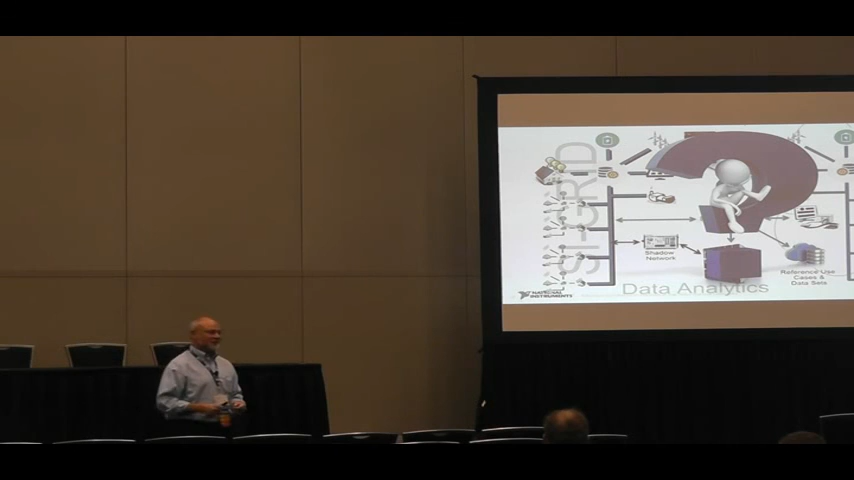 SI-GRID
Shadow
Network
Reference Use
Cases &
Data Sets
Data Analytics
NATIONAL
INSTRUMENTS